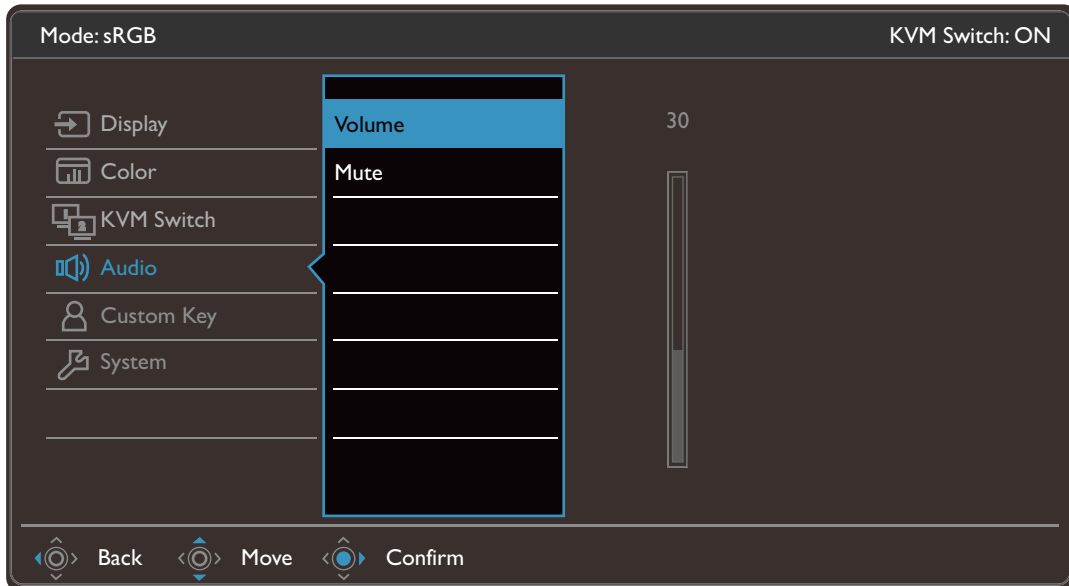 Mode: sRGB
KVM Switch: ON
Display
Color
KVM Switch
Audio
Custom Key
System
Volume
Mute
30
Back
Move
Confirm